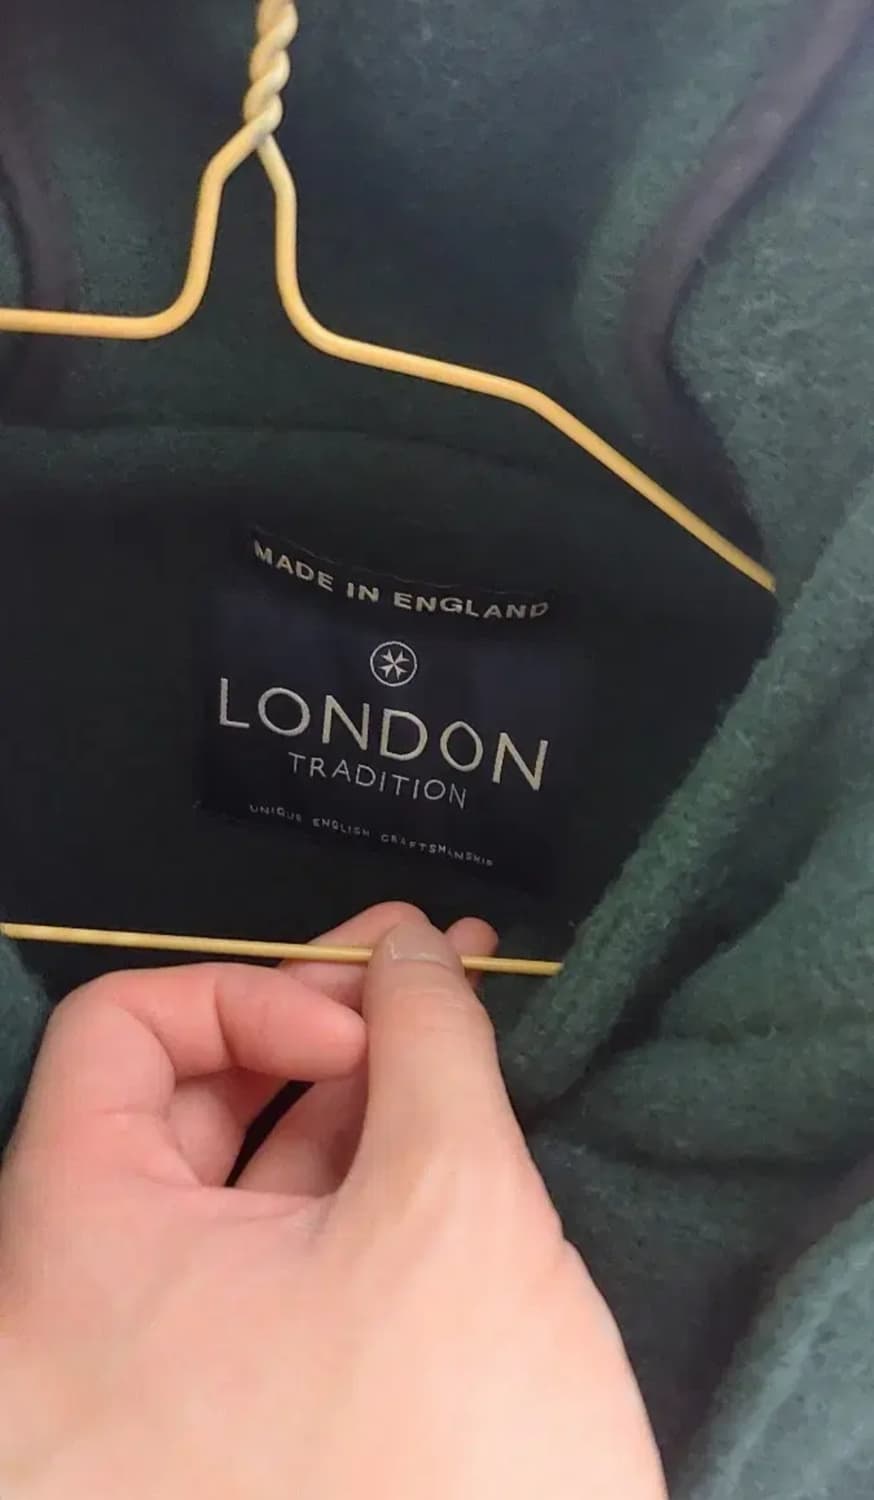 MADE IN ENGLAND
LONDON
TRADITION
UNIQUE ENGLISH CRAFTSMANSHIP